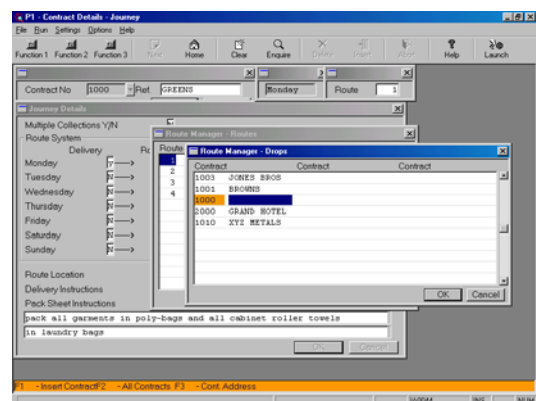 P1 - Contract Details - Journey
File Run Settings Options Help
Function 1 Function 2 Function 3 New Home Clear Enquire Delete Insert Abort Help Launch
Contract No 1000 Ref. GREENS Monday Route 1
Journey Details
Multiple Collections Y/N
Route Manager - Routes
Route System
Delivery
Route
Route Manager - Drops
Contract Contract Contract
Monday Y 1
Tuesday N 2
Wednesday N 3
Thursday N 4
Friday N
Saturday N
Sunday N
1003 JONES BROS
1001 BROWNS
1000
2000 GRAND HOTEL
1010 XYZ METALS
OK Cancel
Route Location
Delivery Instructions
Pack Sheet Instructions
pack all garments in poly-bags and all cabinet roller towels
in laundry bags
OK Cancel
F1 - Insert Contract F2 - All Contracts F3 - Cont. Address
INS NUM